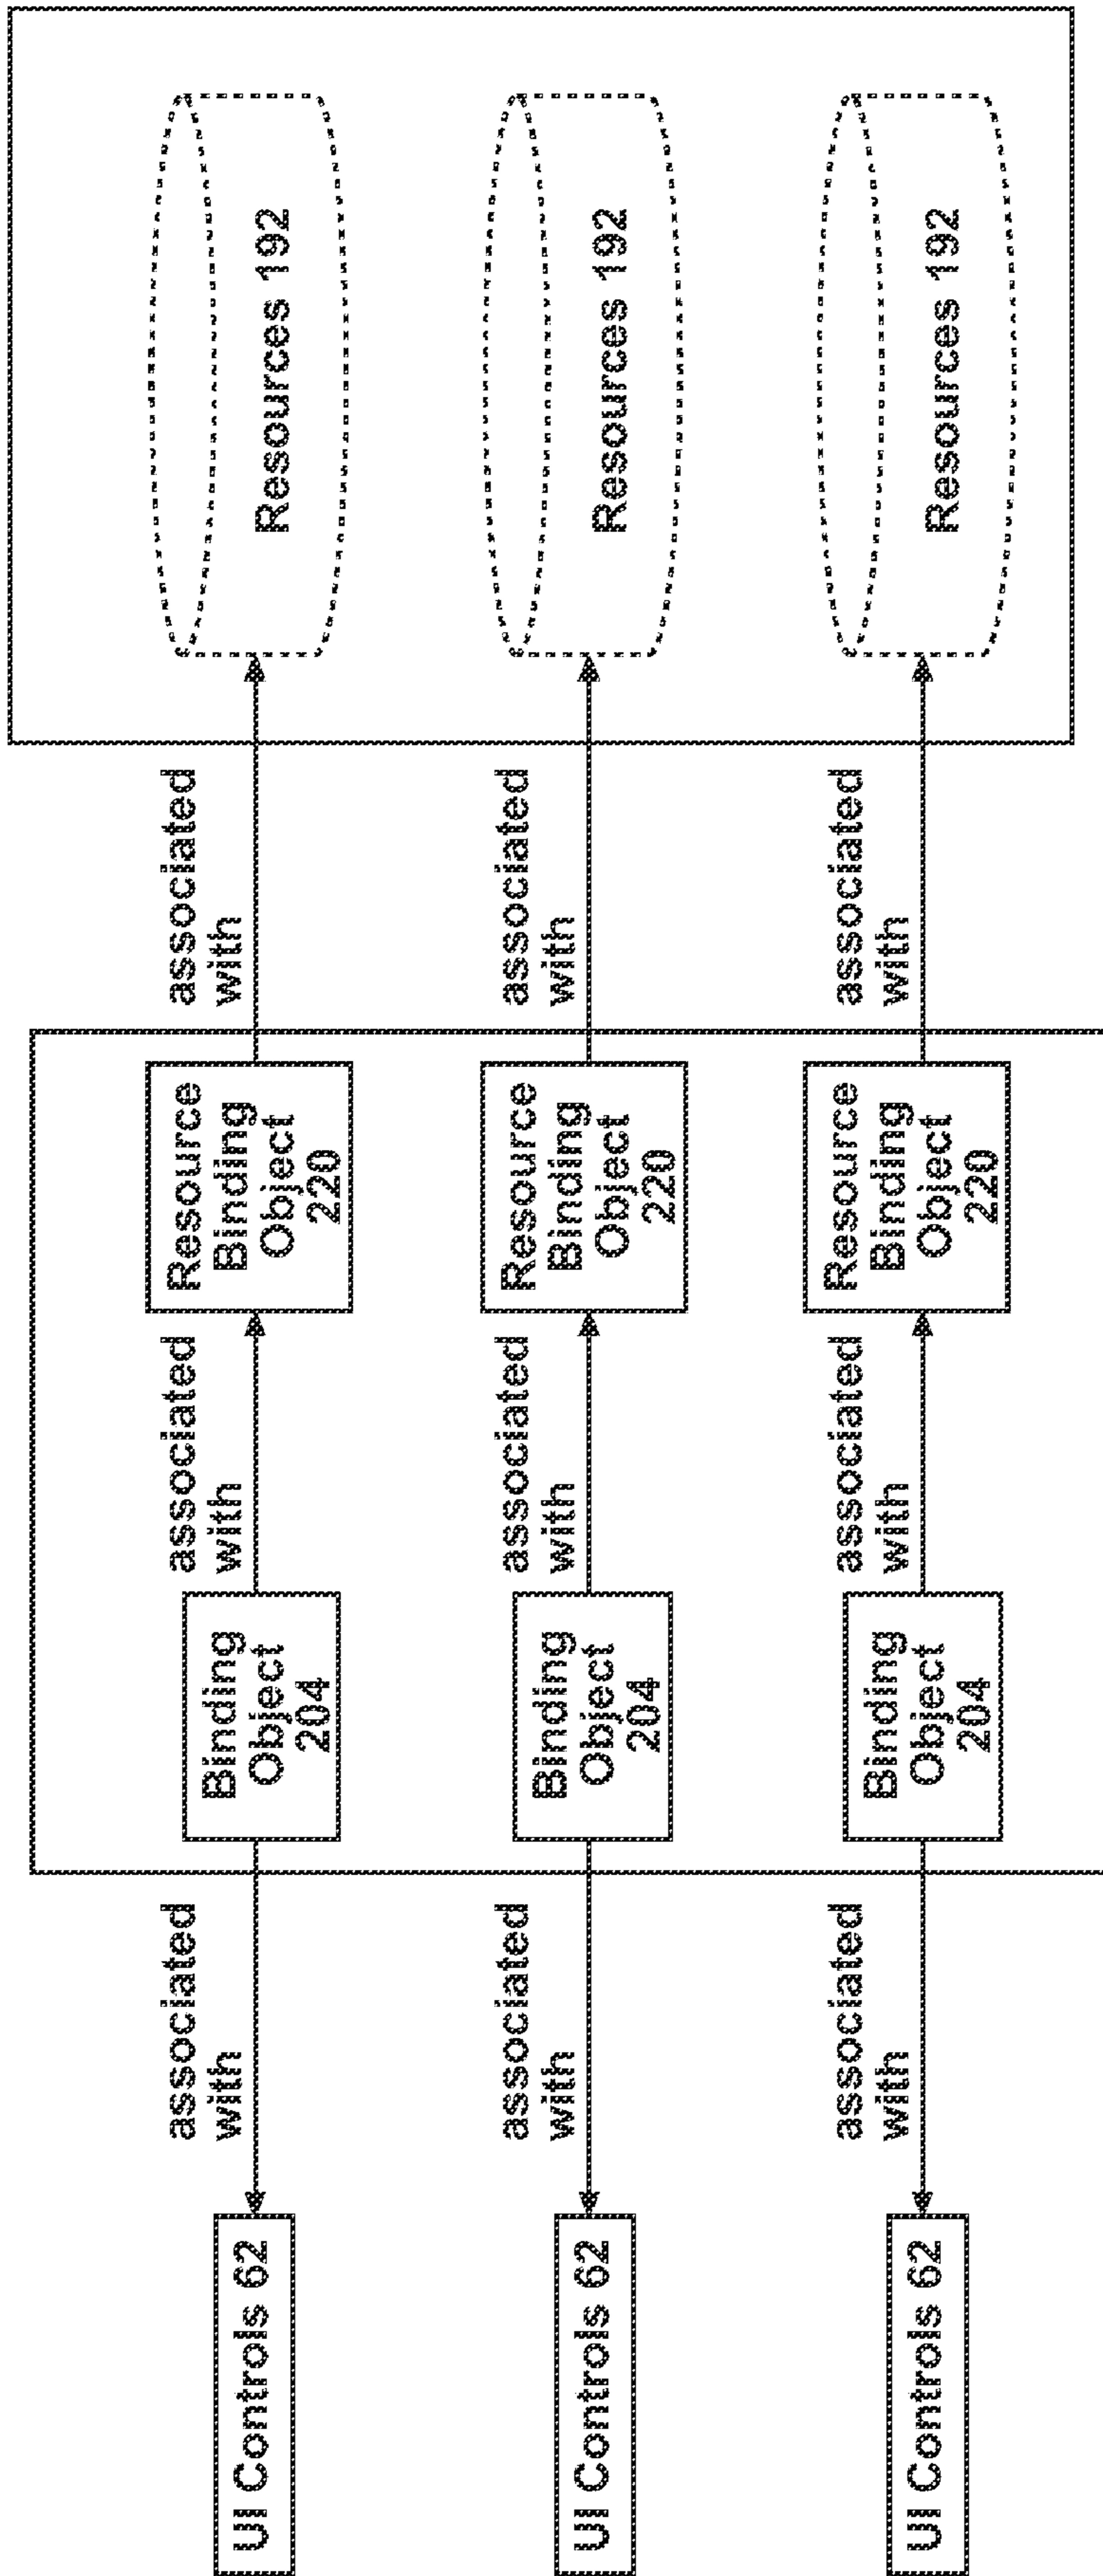 UI Controls 62
associated
with
Binding
Object
204
associated
with
Resource
Binding
Object
220
associated
with
Resources 192
UI Controls 62
associated
with
Binding
Object
204
associated
with
Resource
Binding
Object
220
associated
with
Resources 192
UI Controls 62
associated
with
Binding
Object
204
associated
with
Resource
Binding
Object
220
associated
with
Resources 192